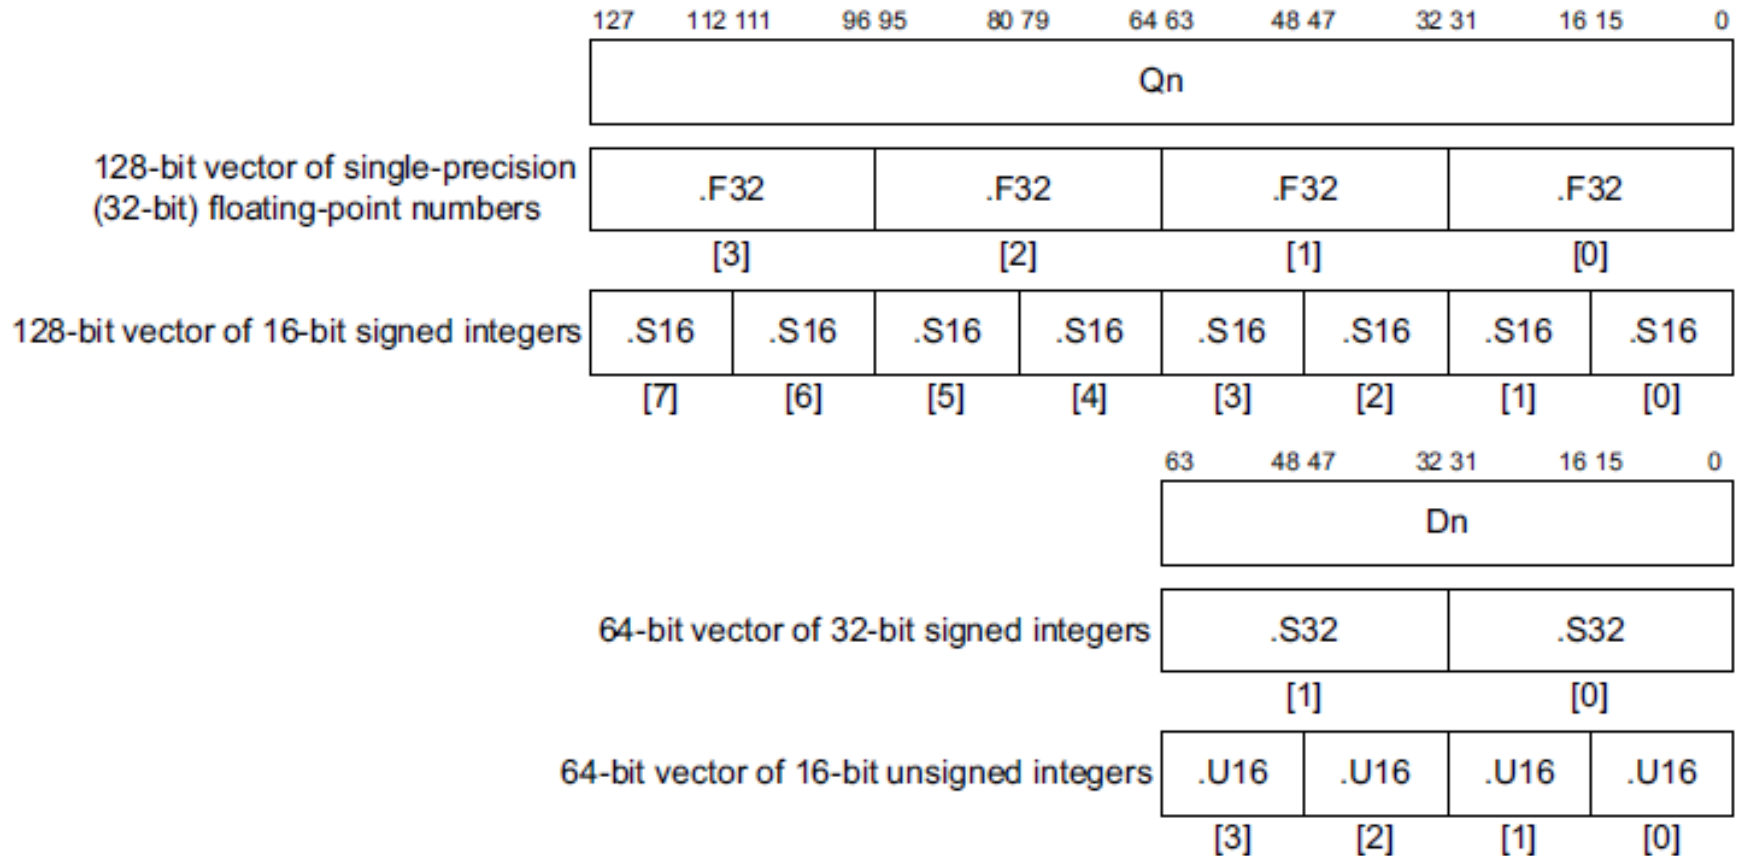 127 112 111 96 95 80 79 64 63 48 47 32 31 16 15 0
Qn
128-bit vector of single-precision
(32-bit) floating-point numbers
.F32 .F32 .F32 .F32
[3] [2] [1] [0]
128-bit vector of 16-bit signed integers .S16 .S16 .S16 .S16 .S16 .S16 .S16 .S16
[7] [6] [5] [4] [3] [2] [1] [0]
63 48 47 32 31 16 15 0
Dn
64-bit vector of 32-bit signed integers .S32 .S32
[1] [0]
64-bit vector of 16-bit unsigned integers .U16 .U16 .U16 .U16
[3] [2] [1] [0]